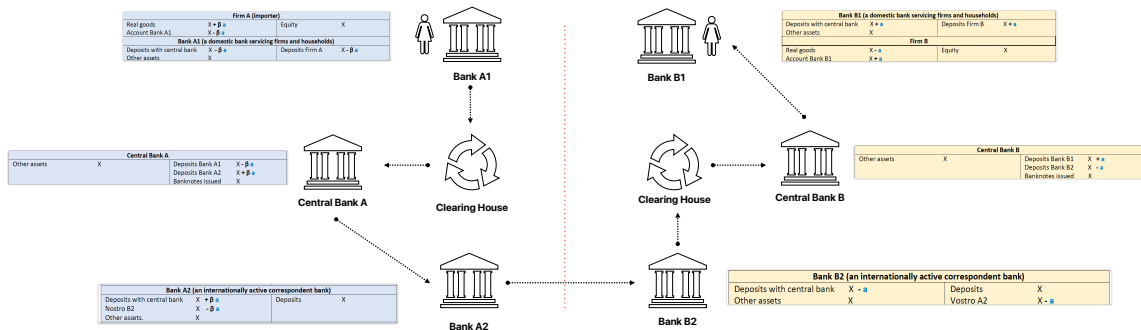 Firm A (importer)
Real goods X + β a Equity X
Account Bank A1 X - β a
Bank A1 (a domestic bank servicing firms and households)
Deposits with central bank X - β a Deposits Firm A X - β a
Other assets X
Bank A1
Bank B1 (a domestic bank servicing firms and households)
Deposits with central bank X + a Deposits Firm B X + a
Other assets X
Firm B
Real goods X - a Equity X
Account Bank B1 X + a
Bank B1
Central Bank A
Other assets X Deposits Bank A1 X - β a
Deposits Bank A2 X + β a
Banknotes issued X
Central Bank A
Clearing House
Clearing House
Central Bank B
Central Bank B
Other assets X Deposits Bank B1 X + a
Deposits Bank B2 X - a
Banknotes issued X
Bank A2 (an internationally active correspondent bank)
Deposits with central bank X + β a Deposits X
Nostro B2 X - β a
Other assets. X
Bank A2
Bank B2
Bank B2 (an internationally active correspondent bank)
Deposits with central bank X - a Deposits X
Other assets X Vostro A2 X - a